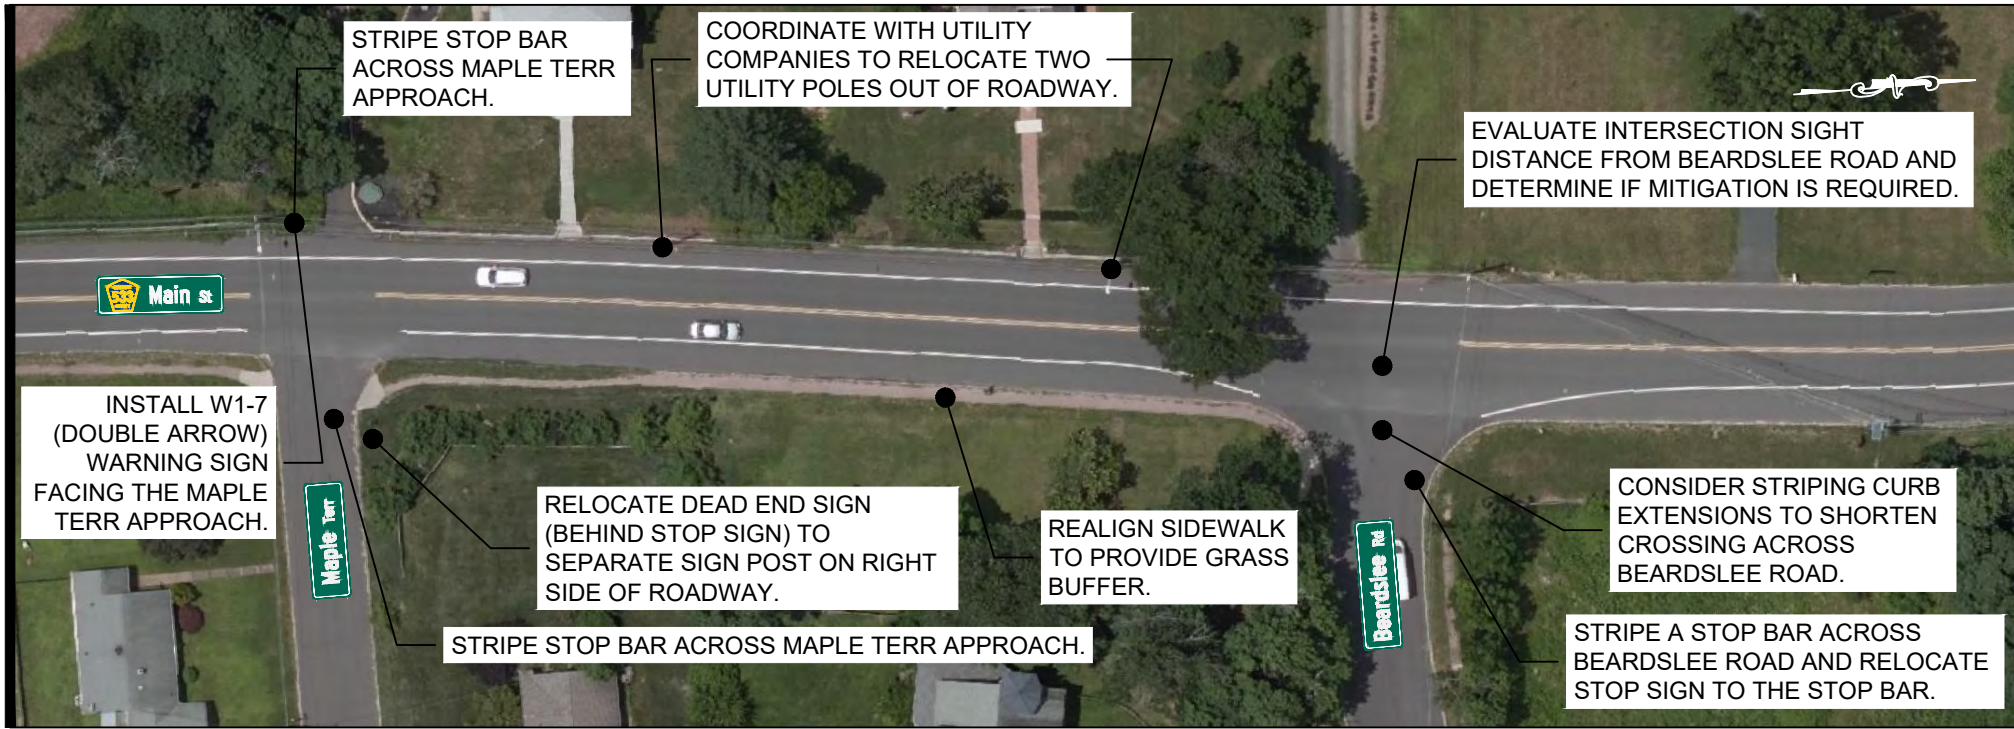 STRIPE STOP BAR
ACROSS MAPLE TERR
APPROACH.
COORDINATE WITH UTILITY
COMPANIES TO RELOCATE TWO
UTILITY POLES OUT OF ROADWAY.
EVALUATE INTERSECTION SIGHT
DISTANCE FROM BEARDSLEE ROAD AND
DETERMINE IF MITIGATION IS REQUIRED.
533 Main St
INSTALL W1-7
(DOUBLE ARROW)
WARNING SIGN
FACING THE MAPLE
TERR APPROACH.
Maple Terr
RELOCATE DEAD END SIGN
(BEHIND STOP SIGN) TO
SEPARATE SIGN POST ON RIGHT
SIDE OF ROADWAY.
STRIPE STOP BAR ACROSS MAPLE TERR APPROACH.
REALIGN SIDEWALK
TO PROVIDE GRASS
BUFFER.
Beardslee Rd
CONSIDER STRIPING CURB
EXTENSIONS TO SHORTEN
CROSSING ACROSS
BEARDSLEE ROAD.
STRIPE A STOP BAR ACROSS
BEARDSLEE ROAD AND RELOCATE
STOP SIGN TO THE STOP BAR.